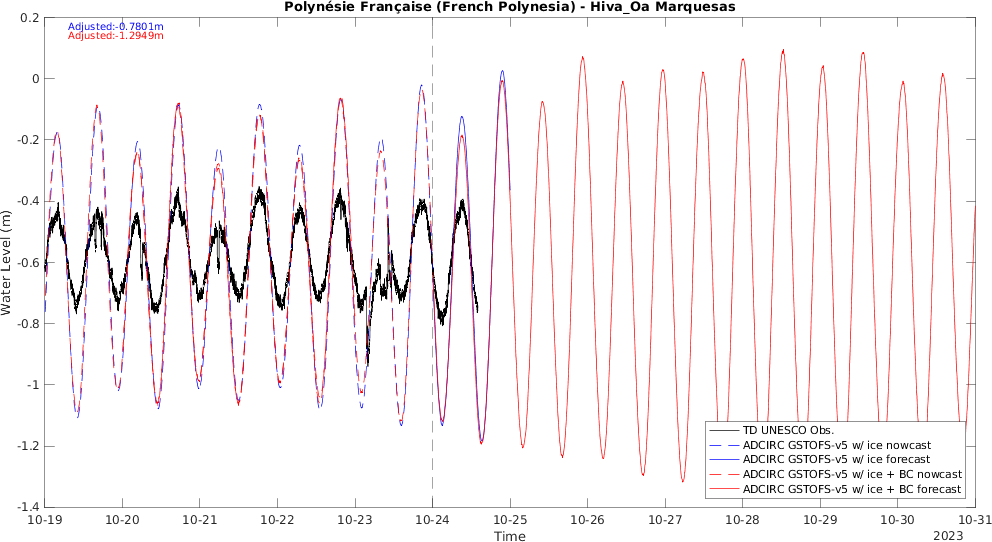 Polynésie Française (French Polynesia) - Hiva_Oa Marquesas
Adjusted:-0.7801m
Adjusted:-1.2949m
0.2
0
-0.2
-0.4
-0.6
-0.8
-1
-1.2
-1.4
Water Level (m)
TD UNESCO Obs.
ADCIRC GSTOFS-v5 w/ ice nowcast
ADCIRC GSTOFS-v5 w/ ice forecast
ADCIRC GSTOFS-v5 w/ ice + BC nowcast
ADCIRC GSTOFS-v5 w/ ice + BC forecast
10-19 10-20 10-21 10-22 10-23 10-24 10-25 10-26 10-27 10-28 10-29 10-30 10-31
Time
2023